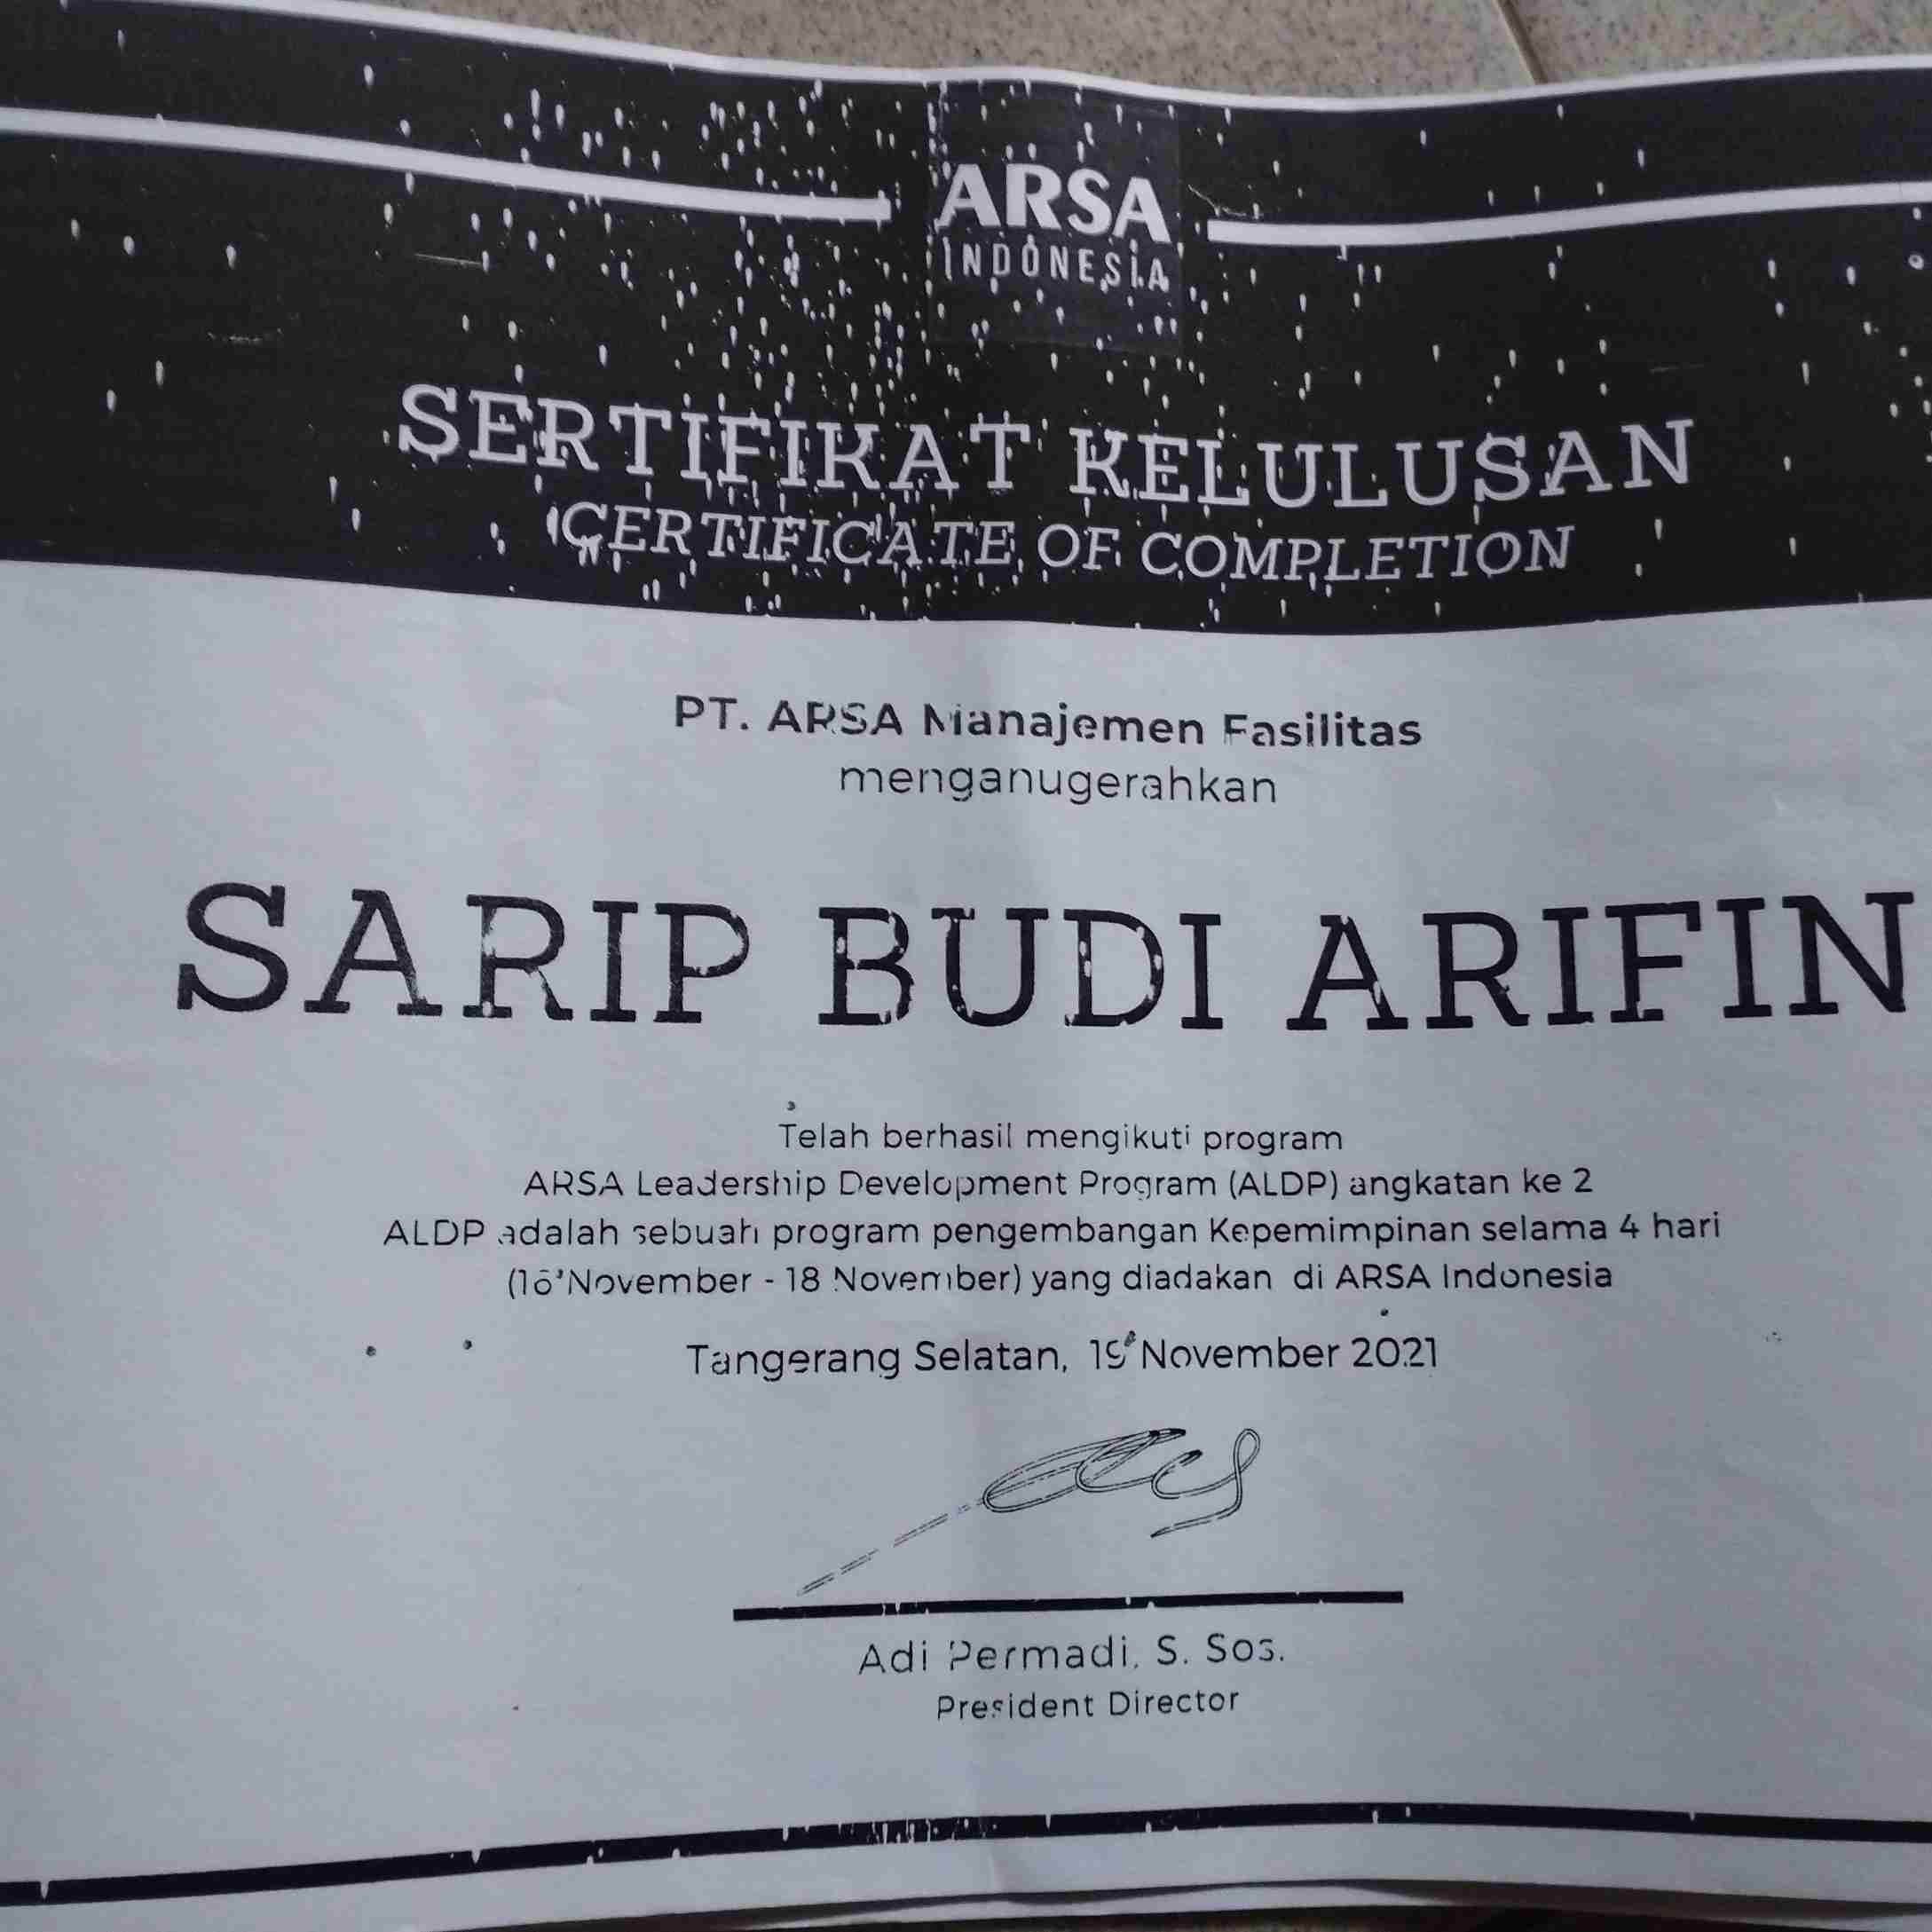 ARSA
INDONESIA
SERTIFIKAT KELULUSAN
CERTIFICATE OF COMPLETION
PT. ARSA Manajemen Fasilitas
menganugerahkan
SARIP BUDI ARIFIN
Telah berhasil mengikuti program
ARSA Leadership Development Program (ALDP) angkatan ke 2
ALDP adalah sebuah program pengembangan Kepemimpinan selama 4 hari
November - 18 November) yang diadakan di ARSA Indonesia
Tangerang Selatan, 19 November 2021
Adi Permadi, S. Sos.
President Director